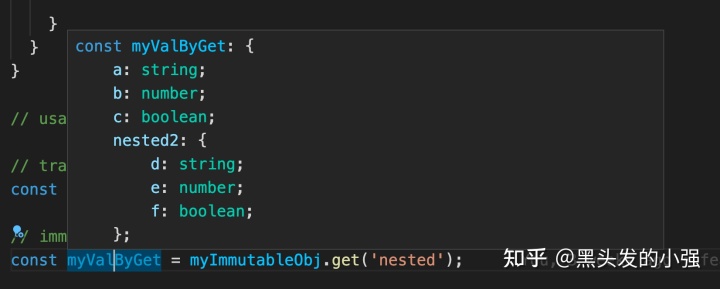 }
}
}
const myValByGet: {
a: string;
b: number;
c: boolean;
nested2: {
d: string;
e: number;
f: boolean;
};
// usa
// tra
const
// imm
const myValByGet = myImmutableObj.get('nested');
知乎 @黑头发的小强